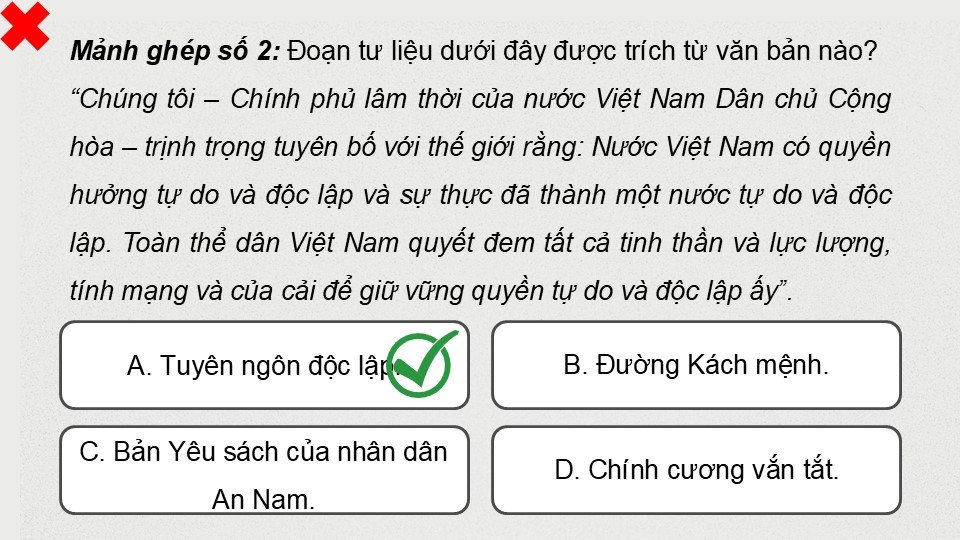 Mảnh ghép số 2: Đoạn tư liệu dưới đây được trích từ văn bản nào?
“Chúng tôi – Chính phủ lâm thời của nước Việt Nam Dân chủ Cộng
hòa – trịnh trọng tuyên bố với thế giới rằng: Nước Việt Nam có quyền
hưởng tự do và độc lập và sự thực đã thành một nước tự do và độc
lập. Toàn thể dân Việt Nam quyết đem tất cả tinh thần và lực lượng,
tính mạng và của cải để giữ vững quyền tự do và độc lập ấy”.
A. Tuyên ngôn độc lập.
B. Đường Kách mệnh.
C. Bản Yêu sách của nhân dân
An Nam.
D. Chính cương vắn tắt.